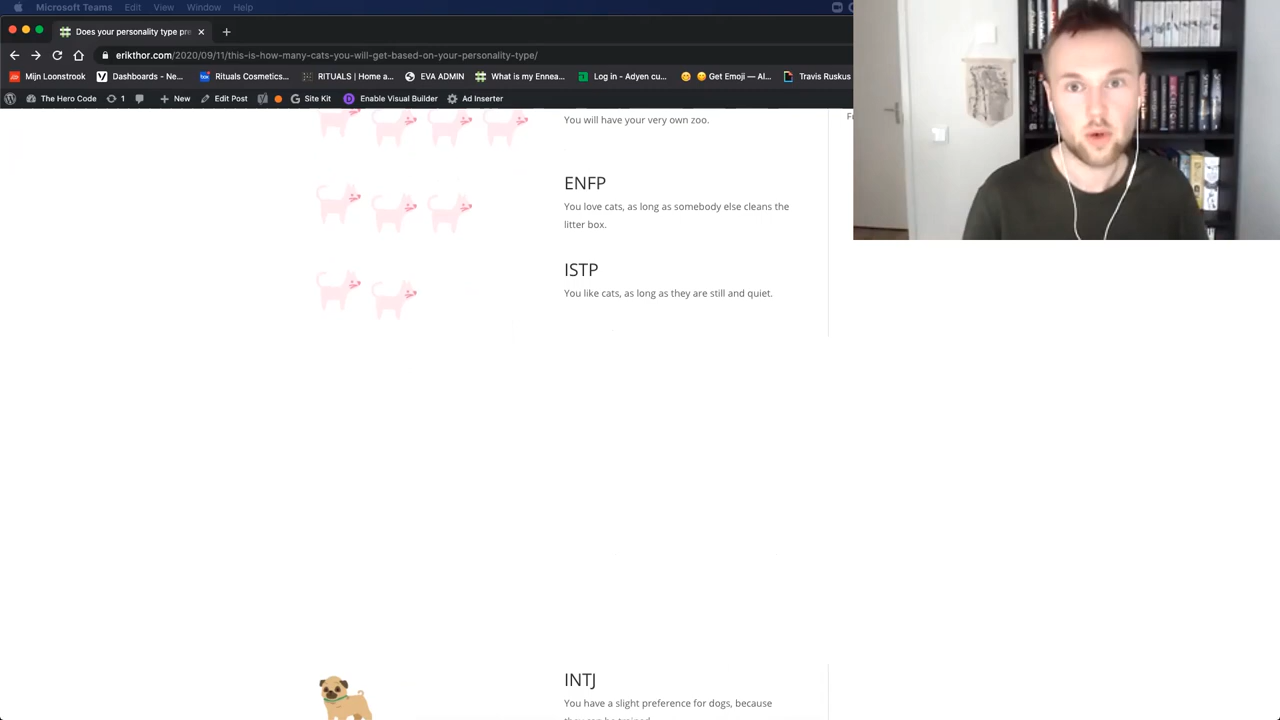 Microsoft Teams Edit View Window Help
Does your personality type pre
erikthor.com/2020/09/11/this-is-how-many-cats-you-will-get-based-on-your-personality-type/
Mijn Loonstrook Dashboards - Ne... Rituals Cosmetics... RITUALS | Home a... EVA ADMIN What is my Ennea... Log in - Adyen cu... Get Emoji — Al... Travis Ruskus
The Hero Code 1 New Edit Post Site Kit Enable Visual Builder Ad Inserter
You will have your very own zoo.
ENFP
You love cats, as long as somebody else cleans the
litter box.
ISTP
You like cats, as long as they are still and quiet.
INTJ
You have a slight preference for dogs, because